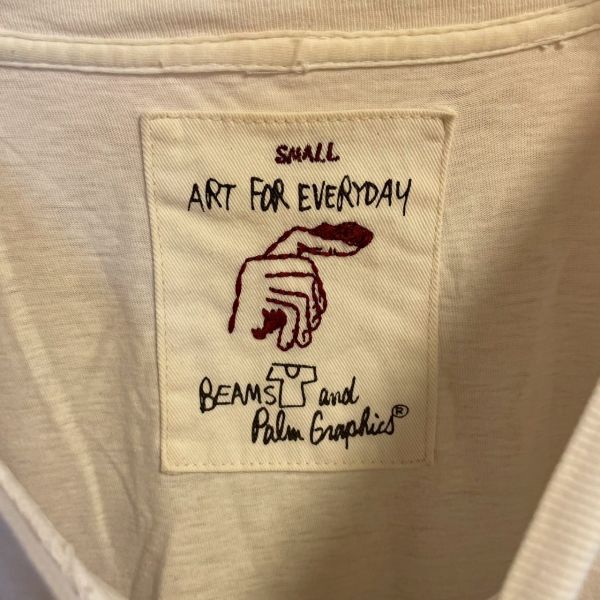 SMALL
ART FOR EVERYDAY
BEAMS and
Palm Graphics®